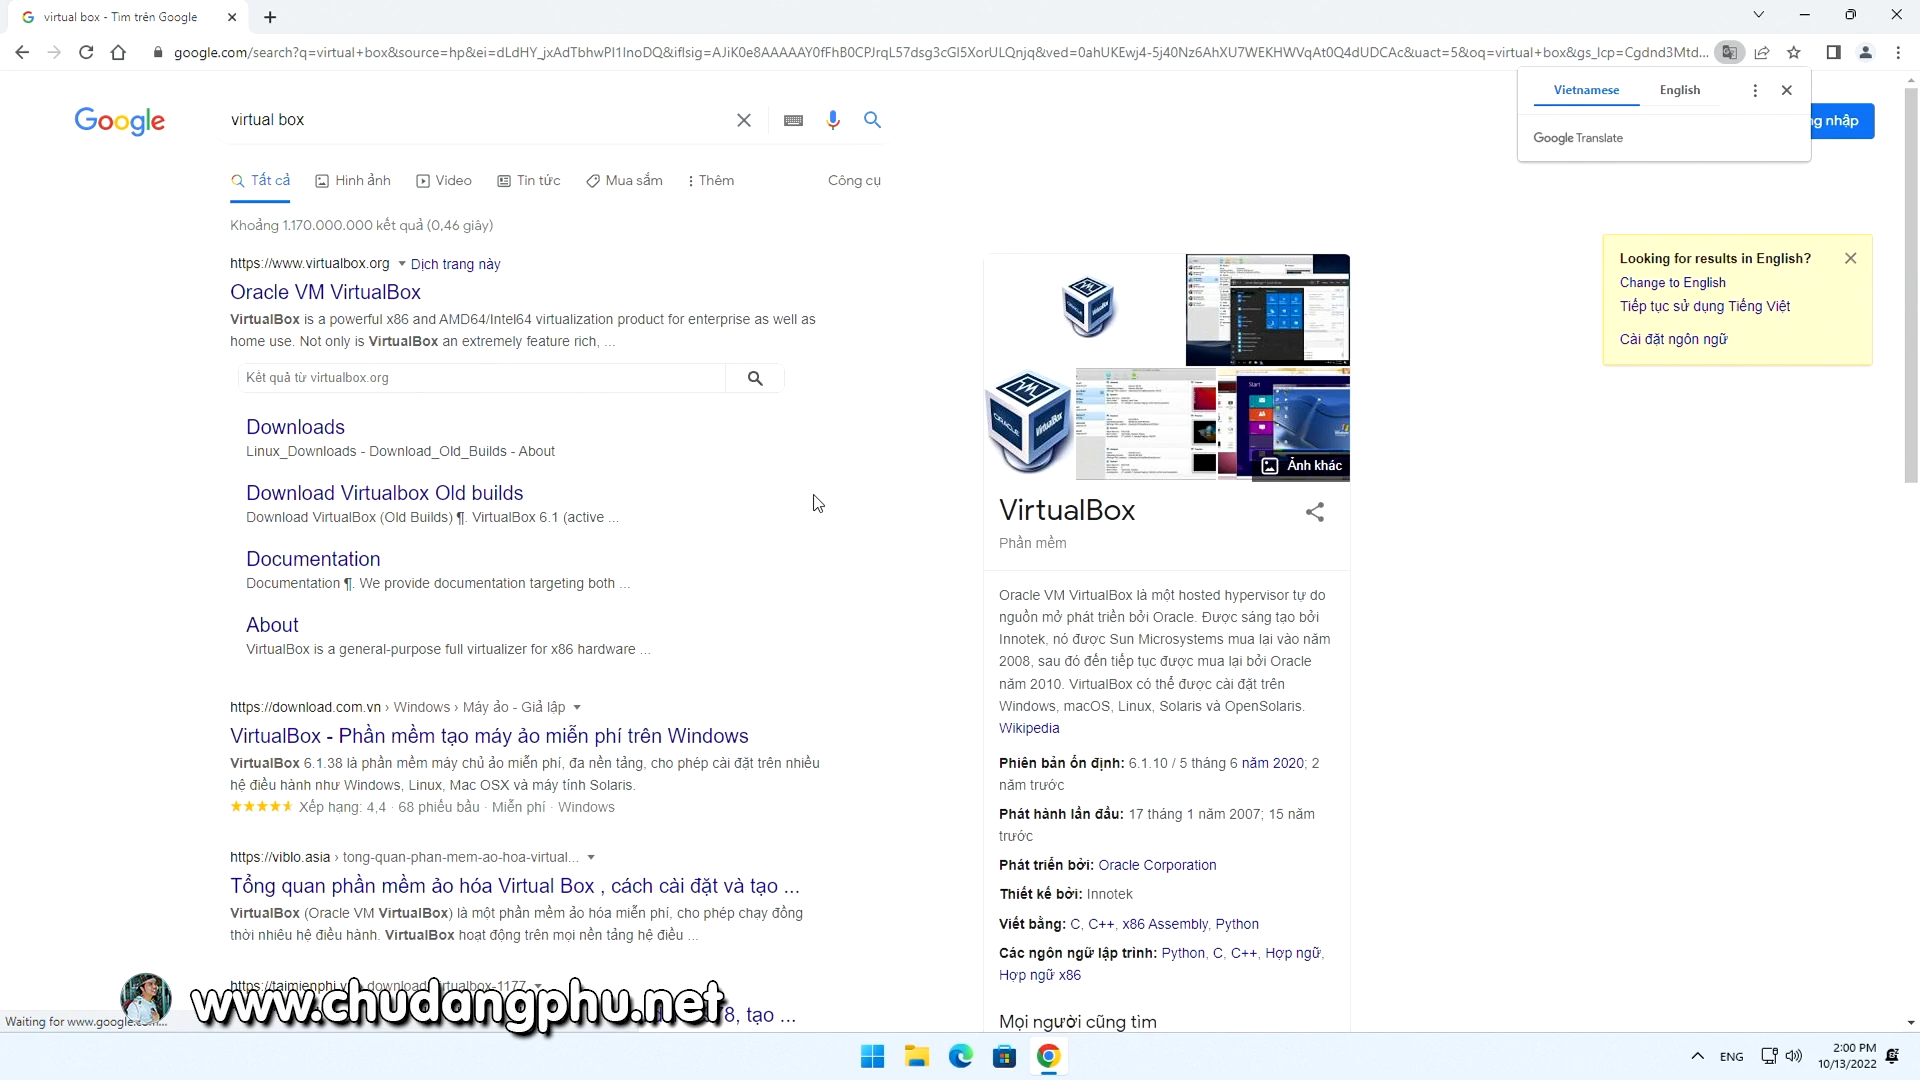 virtual box - Tìm trên Google
google.com/search?q=virtual+box&source=hp&ei=dLdHY_jxAdTbhwPI1InoDQ&iflsig=AJiK0e8AAAAAY0fFhB0CPJrqL57dsg3cGI5XorULQnjq&ved=0ahUKEwj4-5j40Nz6AhXU7WEKHWVqAt0Q4dUDCAc&uact=5&oq=virtual+box&gs_lcp=Cgdnd3Mtd...
Vietnamese
English
Google
virtual box
ng nhập
Google Translate
Tất cả
Hình ảnh
Video
Tin tức
Mua sắm
Thêm
Công cụ
Khoảng 1.170.000.000 kết quả (0,46 giây)
https://www.virtualbox.org
Dịch trang này
Oracle VM VirtualBox
VirtualBox is a powerful x86 and AMD64/Intel64 virtualization product for enterprise as well as
home use. Not only is VirtualBox an extremely feature rich, ...
Kết quả từ virtualbox.org
Downloads
Linux_Downloads - Download_Old_Builds - About
Download Virtualbox Old builds
Download VirtualBox (Old Builds) ¶. VirtualBox 6.1 (active ...
Documentation
Documentation ¶. We provide documentation targeting both ...
About
VirtualBox is a general-purpose full virtualizer for x86 hardware ...
https://download.com.vn › Windows › Máy ảo - Giả lập
VirtualBox - Phần mềm tạo máy ảo miễn phí trên Windows
VirtualBox 6.1.38 là phần mềm máy chủ ảo miễn phí, đa nền tảng, cho phép cài đặt trên nhiều
hệ điều hành như Windows, Linux, Mac OSX và máy tính Solaris.
Xếp hạng: 4,4 · 68 phiếu bầu · Miễn phí · Windows
https://viblo.asia › tong-quan-phan-mem-ao-hoa-virtual...
Tổng quan phần mềm ảo hóa Virtual Box , cách cài đặt và tạo ...
VirtualBox (Oracle VM VirtualBox) là một phần mềm ảo hóa miễn phí, cho phép chạy đồng
thời nhiều hệ điều hành. VirtualBox hoạt động trên mọi nền tảng hệ điều ...
8, tạo ...
www.chudangphu.net
Waiting for www.google.com...
Ảnh khác
VirtualBox
Phần mềm
Oracle VM VirtualBox là một hosted hypervisor tự do
nguồn mở phát triển bởi Oracle. Được sáng tạo bởi
Innotek, nó được Sun Microsystems mua lại vào năm
2008, sau đó đến tiếp tục được mua lại bởi Oracle
năm 2010. VirtualBox có thể được cài đặt trên
Windows, macOS, Linux, Solaris và OpenSolaris.
Wikipedia
Phiên bản ổn định: 6.1.10 / 5 tháng 6 năm 2020; 2
năm trước
Phát hành lần đầu: 17 tháng 1 năm 2007; 15 năm
trước
Phát triển bởi: Oracle Corporation
Thiết kế bởi: Innotek
Viết bằng: C, C++, x86 Assembly, Python
Các ngôn ngữ lập trình: Python, C, C++, Hợp ngữ,
Hợp ngữ x86
Mọi người cũng tìm
Looking for results in English?
Change to English
Tiếp tục sử dụng Tiếng Việt
Cài đặt ngôn ngữ
ENG
2:00 PM
10/13/2022